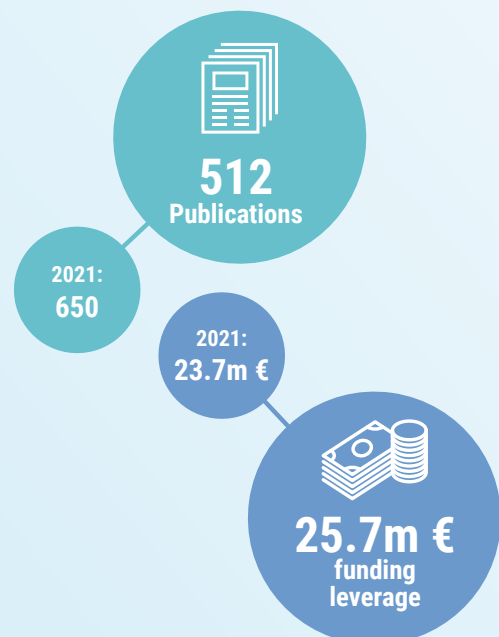 512
Publications
2021:
650
2021:
23.7m €
25.7m €
funding
leverage